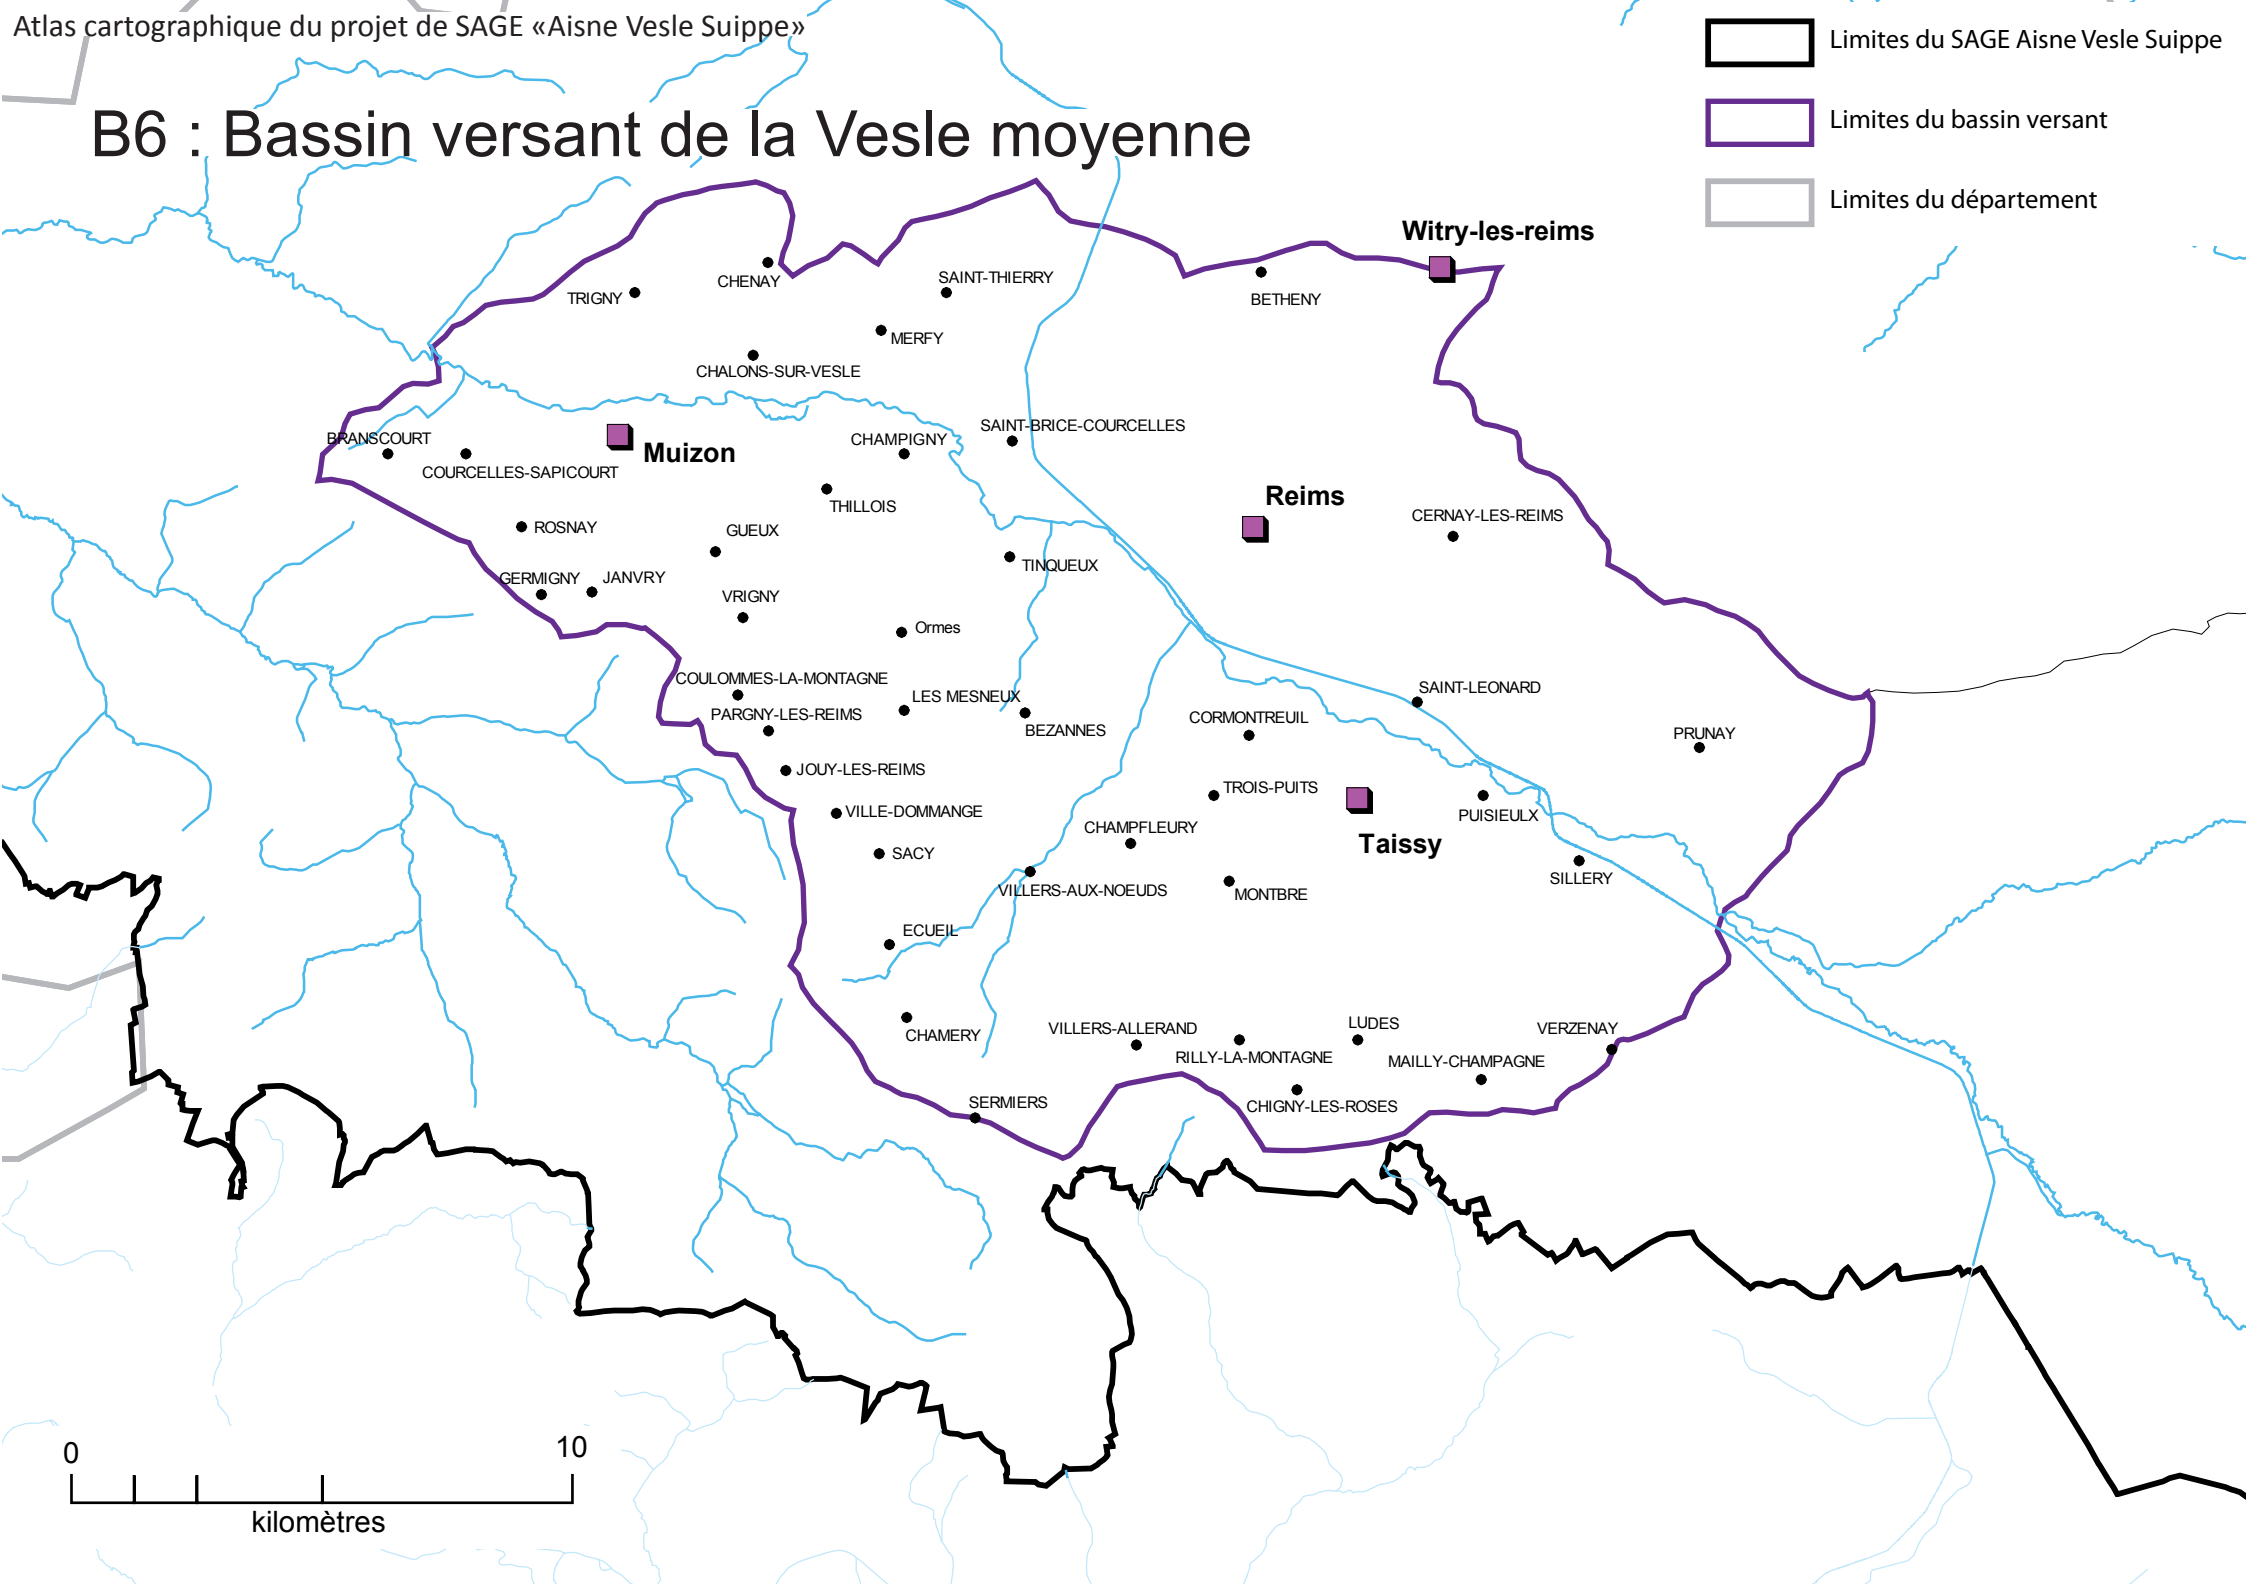 Atlas cartographique du projet de SAGE «Aisne Vesle Suippe»
Limites du SAGE Aisne Vesle Suippe
B6 : Bassin versant de la Vesle moyenne
Limites du bassin versant
Limites du département
Witry-les-reims
CHENAY
SAINT-THIERRY
TRIGNY
BETHENY
MERFY
CHALONS-SUR-VESLE
SAINT-BRICE-COURCELLES
BRANSCOURT
CHAMPIGNY
Muizon
COURCELLES-SAPICOURT
Reims
THILLOIS
CERNAY-LES-REIMS
ROSNAY
GUEUX
TINQUEUX
GERMIGNY
JANVRY
VRIGNY
Ormes
COULOMMES-LA-MONTAGNE
SAINT-LEONARD
LES MESNEUX
PARGNY-LES-REIMS
CORMONTREUIL
BEZANNES
PRUNAY
JOUY-LES-REIMS
TROIS-PUITS
VILLE-DOMMANGE
PUISIEULX
CHAMPFLEURY
Taissy
SACY
SILLERY
VILLERS-AUX-NOEUDS
MONTBRE
ECUEIL
CHAMERY
VILLERS-ALLERAND
LUDES
VERZENAY
RILLY-LA-MONTAGNE
MAILLY-CHAMPAGNE
SERMIERS
CHIGNY-LES-ROSES
0
10
kilomètres